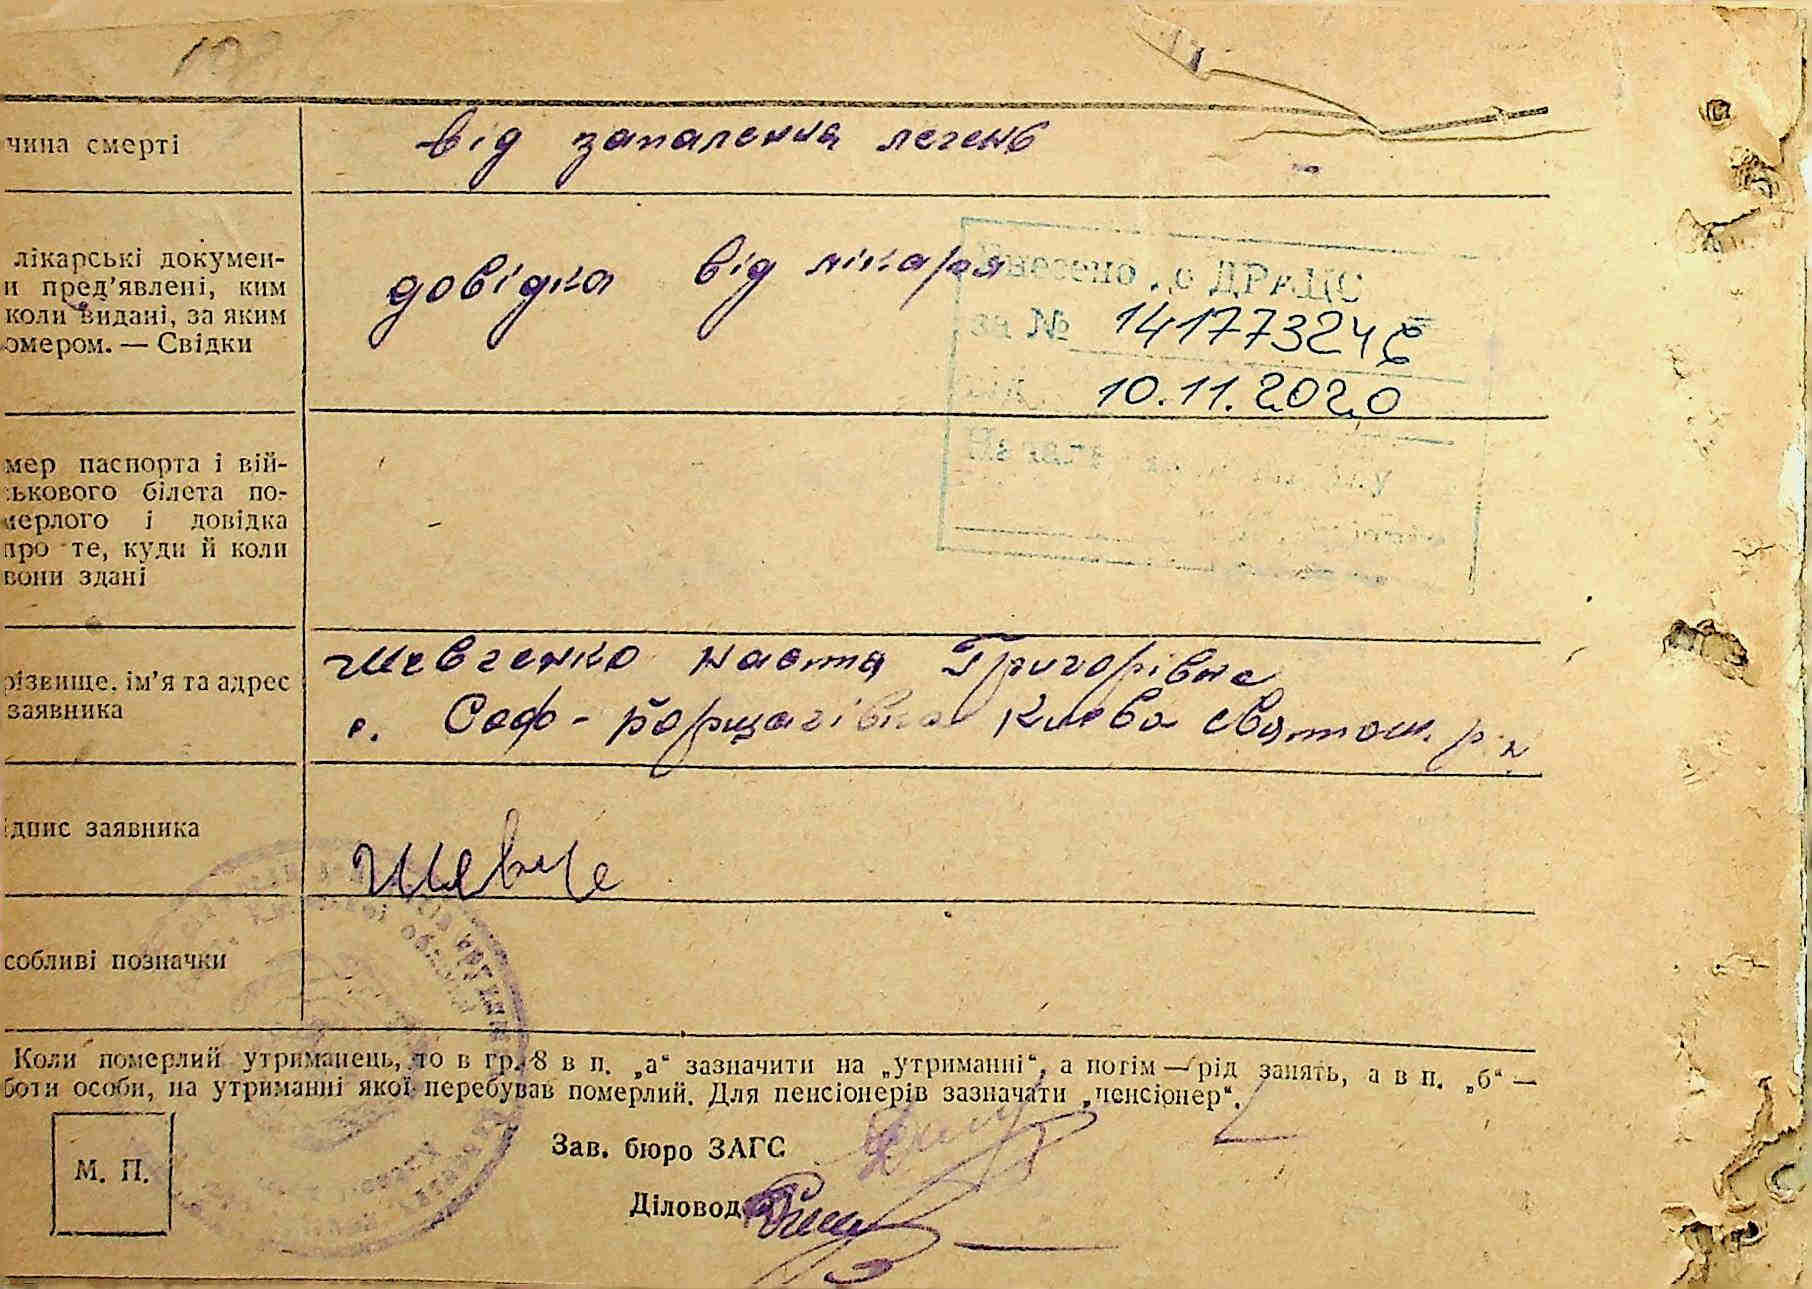 чина смерті
від запалення легень
лікарські докумен-
и пред’явлені, ким
коли видані, за яким
омером. — Свідки
довідка від лікаря
Внесено до ДРАЦС
за № 14177324
від 10.11.2020
мер паспорта і вій-
ськового білета по-
мерлого і довідка
про те, куди й коли
вони здані
-
різвище, ім’я та адрес
заявника
Шевченко Настя Григорівна
с. Соф-Борщагівка Києво Святош. р-н
ідпис заявника
Шевче
собливі позначки
Коли померлий утриманець, то в гр. 8 в п. „а“ зазначити на „утриманні“, а потім — рід занять, а в п. „б“ —
боти особи, на утриманні якої перебував померлий. Для пенсіонерів зазначати „пенсіонер“.
Зав. бюро ЗАГС
М. П.
Діловод